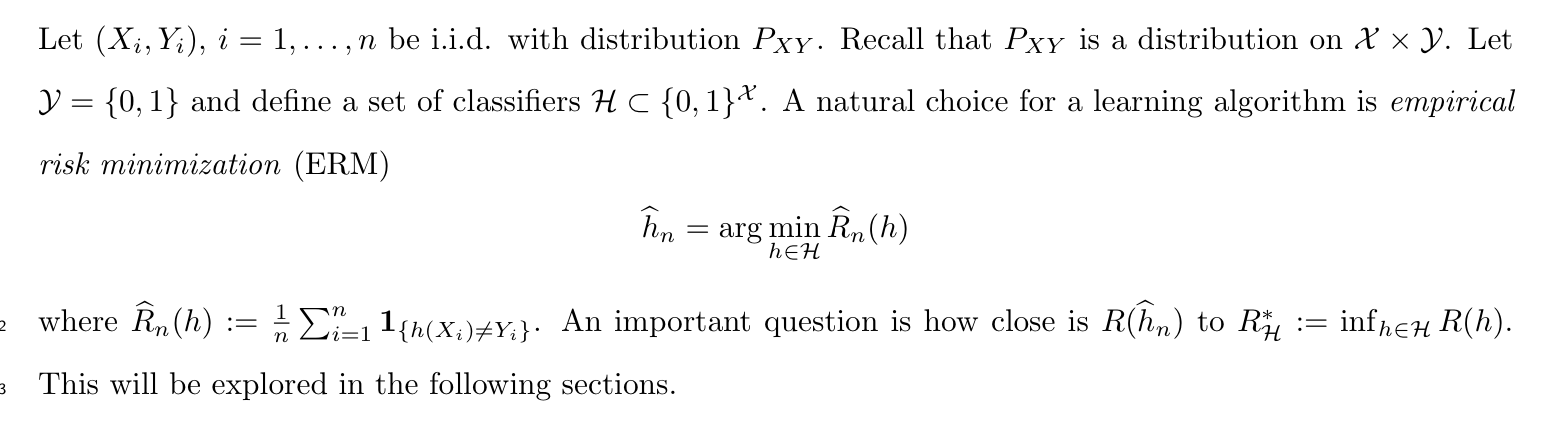 Let $(X_i, Y_i)$, $i = 1, \ldots, n$ be i.i.d. with distribution $P_{XY}$. Recall that $P_{XY}$ is a distribution on $\mathcal{X} \times \mathcal{Y}$. Let
$\mathcal{Y} = \{0, 1\}$ and define a set of classifiers $\mathcal{H} \subset \{0, 1\}^{\mathcal{X}}$. A natural choice for a learning algorithm is empirical
risk minimization (ERM)
$\widehat{h}_n = \arg\min_{h \in \mathcal{H}} \widehat{R}_n(h)$
2 where $\widehat{R}_n(h) := \frac{1}{n} \sum_{i=1}^{n} \mathbf{1}_{\{h(X_i) \neq Y_i\}}$. An important question is how close is $R(\widehat{h}_n)$ to $R^*_{\mathcal{H}} := \inf_{h \in \mathcal{H}} R(h)$.
3 This will be explored in the following sections.